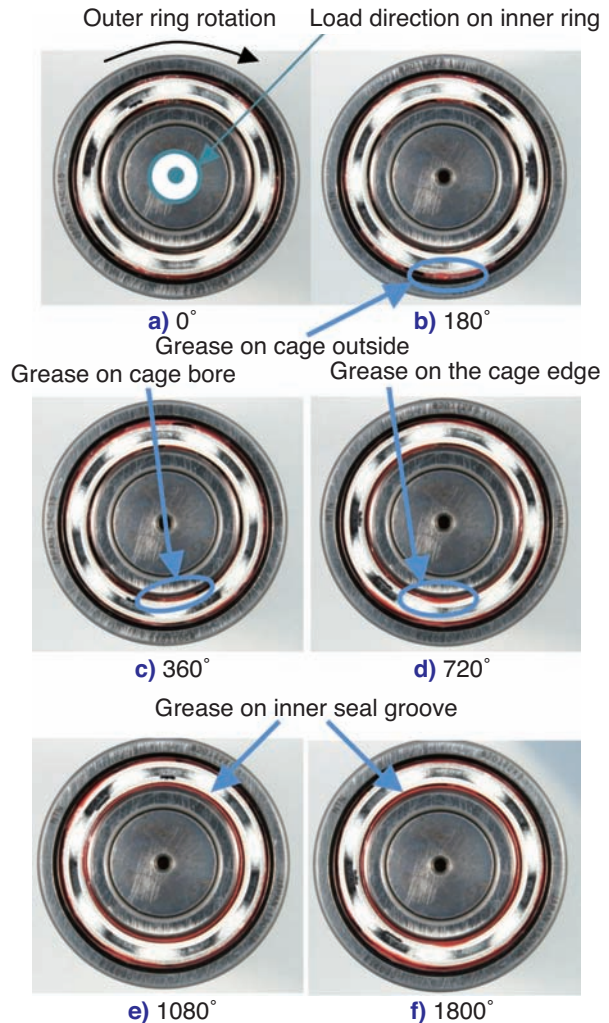 Outer ring rotation
Load direction on inner ring
a) 0˚
b) 180˚
Grease on cage outside
Grease on cage bore
Grease on the cage edge
c) 360˚
d) 720˚
Grease on inner seal groove
e) 1080˚
f) 1800˚